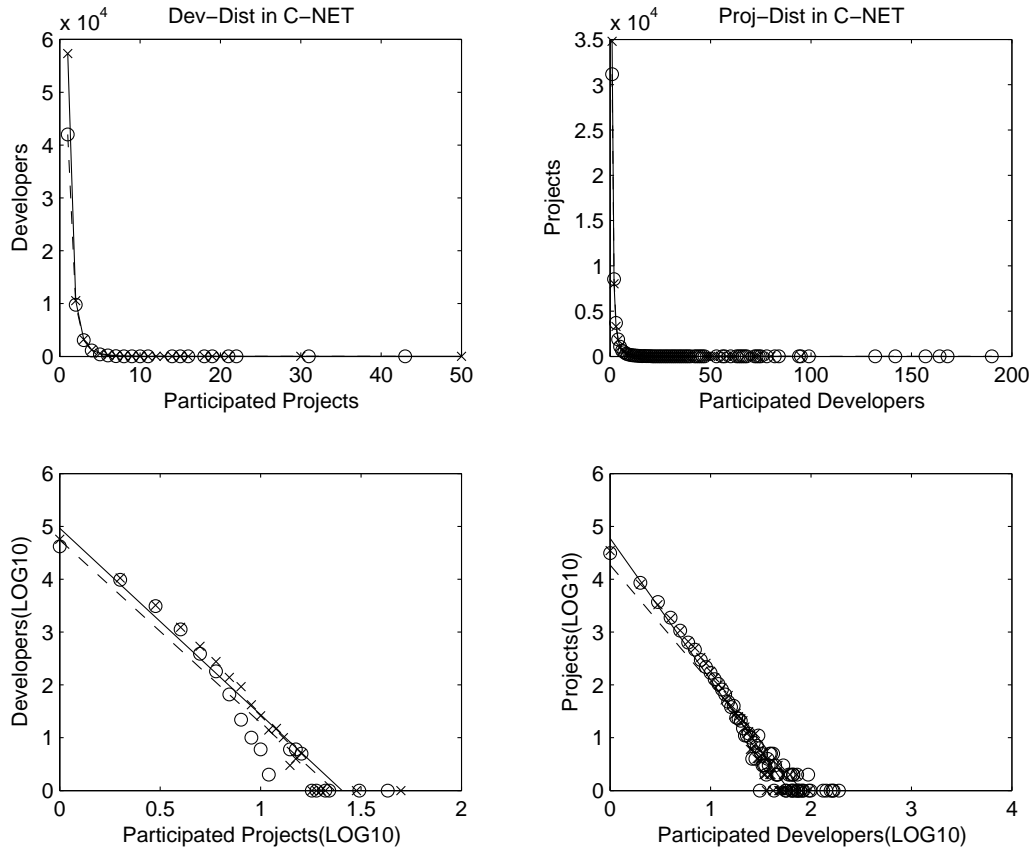 Dev−Dist in C−NET
x 10^4
6
5
4
3
2
1
0
0 10 20 30 40 50
Developers
Participated Projects
Proj−Dist in C−NET
x 10^4
3.5
3
2.5
2
1.5
1
0.5
0
0 50 100 150 200
Projects
Participated Developers
6
5
4
3
2
1
0
0 0.5 1 1.5 2
Developers(LOG10)
Participated Projects(LOG10)
6
5
4
3
2
1
0
0 1 2 3 4
Projects(LOG10)
Participated Developers(LOG10)